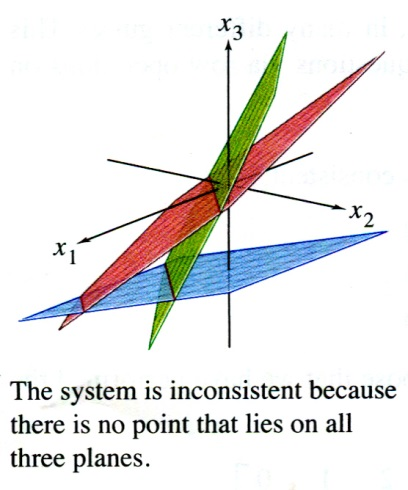 x3
x2
x1
The system is inconsistent because
there is no point that lies on all
three planes.